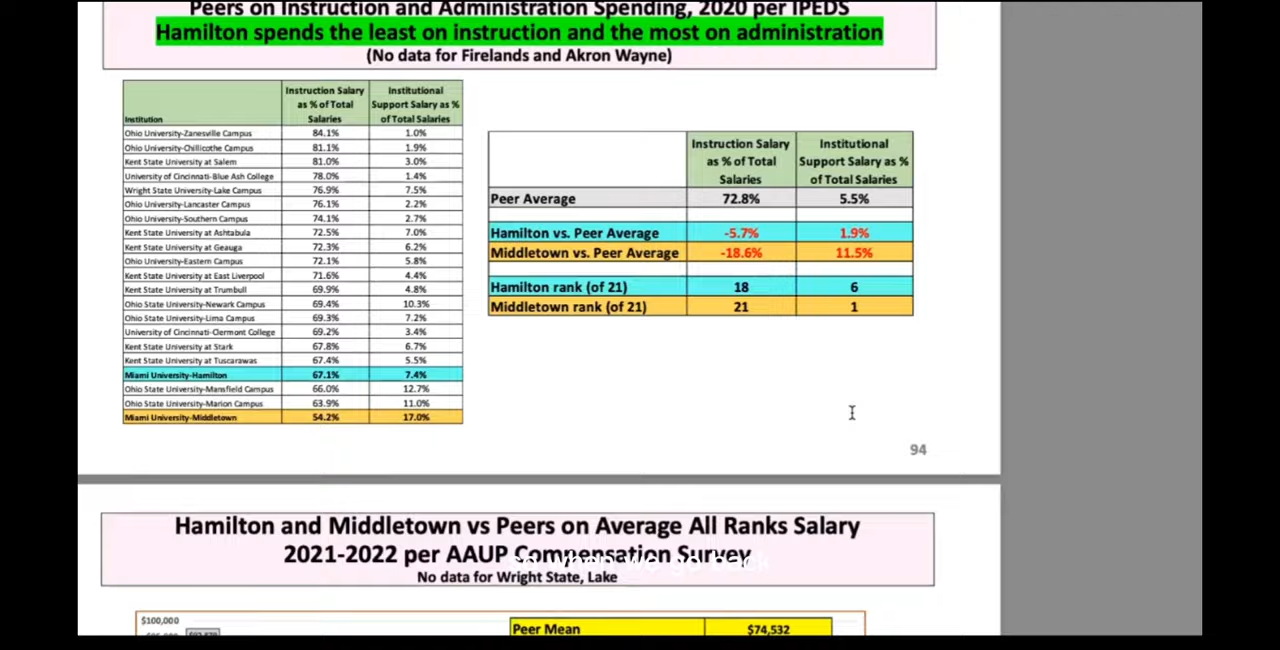 Peers on Instruction and Administration Spending, 2020 per IPEDS
Hamilton spends the least on instruction and the most on administration
(No data for Firelands and Akron Wayne)
Institution Instruction Salary as % of Total Salaries Institutional Support Salary as % of Total Salaries
Ohio University-Zanesville Campus 84.1% 1.0%
Ohio University-Chillicothe Campus 81.1% 1.9%
Kent State University at Salem 81.0% 3.0%
University of Cincinnati-Blue Ash College 78.0% 1.4%
Wright State University-Lake Campus 76.9% 7.5%
Ohio University-Lancaster Campus 76.1% 2.2%
Ohio University-Southern Campus 74.1% 2.7%
Kent State University at Ashtabula 72.5% 7.0%
Kent State University at Geauga 72.3% 6.2%
Ohio University-Eastern Campus 72.1% 5.8%
Kent State University at East Liverpool 71.6% 4.4%
Kent State University at Trumbull 69.9% 4.8%
Ohio State University-Newark Campus 69.4% 10.3%
Ohio State University-Lima Campus 69.3% 7.2%
University of Cincinnati-Clermont College 69.2% 3.4%
Kent State University at Stark 67.8% 6.7%
Kent State University at Tuscarawas 67.4% 5.5%
Miami University-Hamilton 67.1% 7.4%
Ohio State University-Mansfield Campus 66.0% 12.7%
Ohio State University-Marion Campus 63.9% 11.0%
Miami University-Middletown 54.2% 17.0%
Instruction Salary as % of Total Salaries Institutional Support Salary as % of Total Salaries
Peer Average 72.8% 5.5%
Hamilton vs. Peer Average -5.7% 1.9%
Middletown vs. Peer Average -18.6% 11.5%
Hamilton rank (of 21) 18 6
Middletown rank (of 21) 21 1
94
Hamilton and Middletown vs Peers on Average All Ranks Salary
2021-2022 per AAUP Compensation Survey
so when we go back
No data for Wright State, Lake
$100,000
Peer Mean $74,532